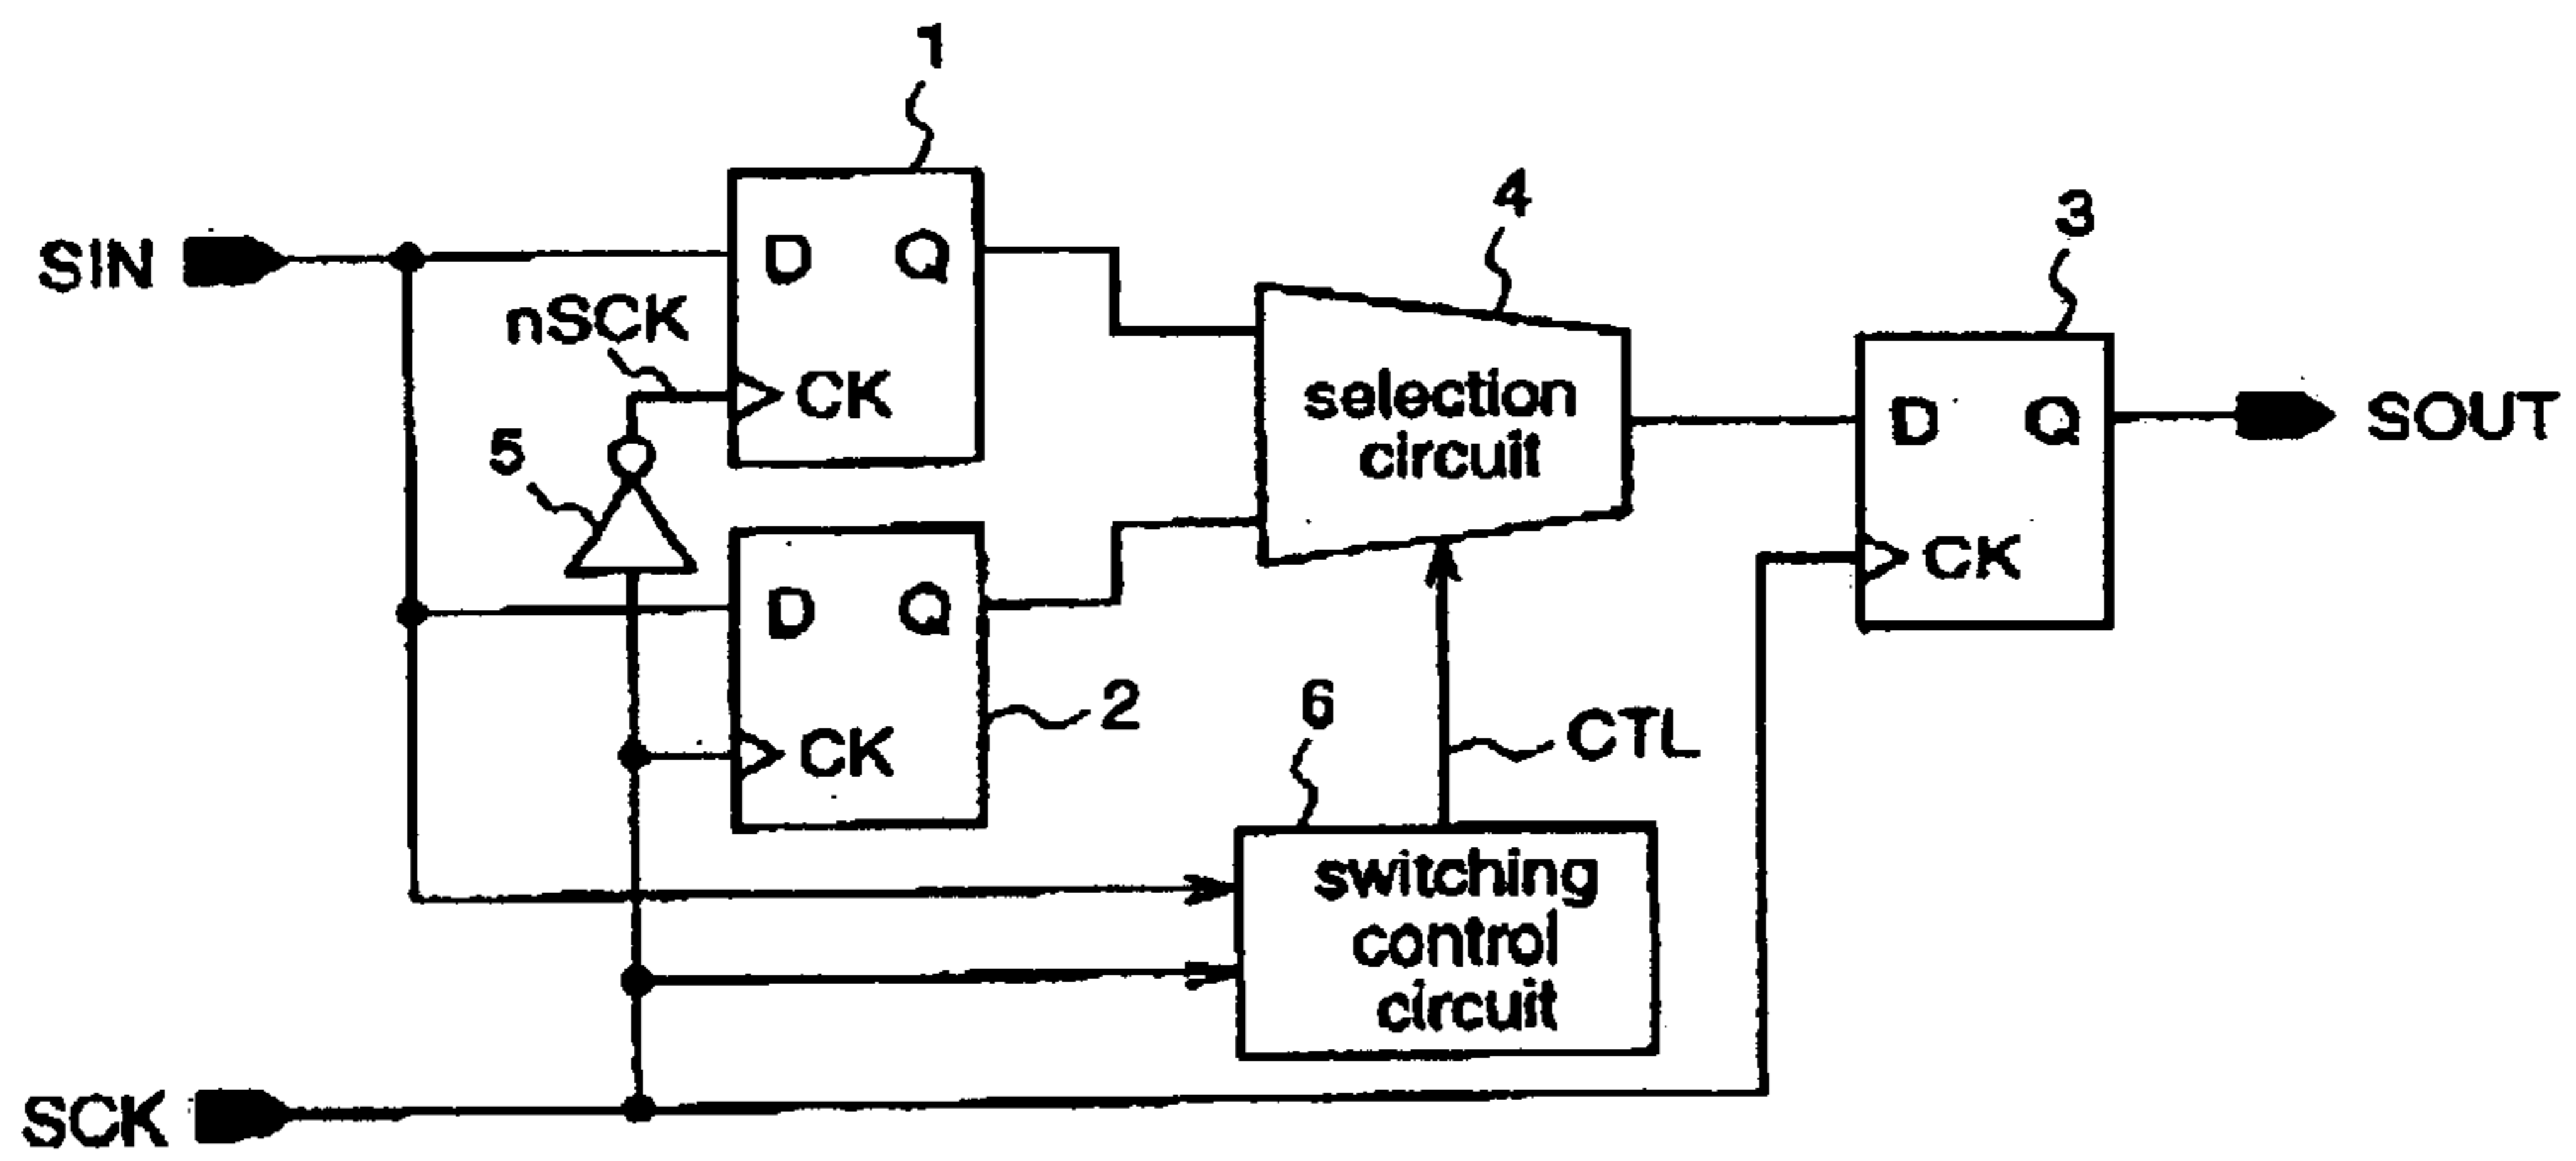 1
SIN
D
Q
nSCK
CK
5
4
selection
circuit
3
D
Q
SOUT
CK
D
Q
2
CK
6
CTL
switching
control
circuit
SCK